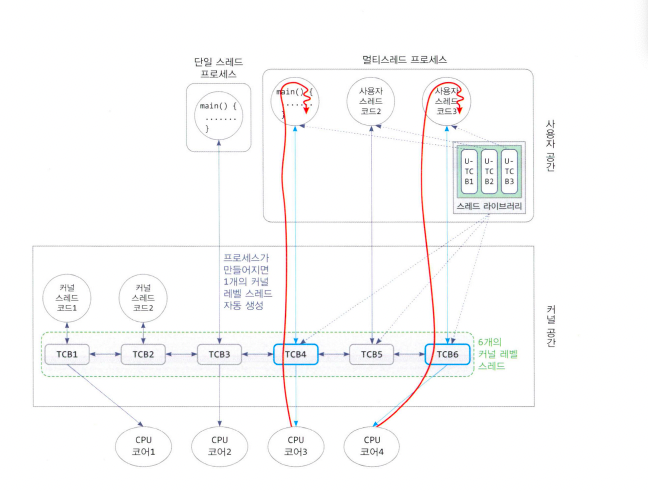 단일 스레드
프로세스
멀티스레드 프로세스
main() {
.......
}
main() {
......
}
사용자
스레드
코드2
사용자
스레드
코드3
U-
TC
B1
U-
TC
B2
U-
TC
B3
스레드 라이브러리
사용자 공간
프로세스가
만들어지면
1개의 커널
레벨 스레드
자동 생성
커널
스레드
코드1
커널
스레드
코드2
TCB1
TCB2
TCB3
TCB4
TCB5
TCB6
6개의
커널 레벨
스레드
커널 공간
CPU
코어1
CPU
코어2
CPU
코어3
CPU
코어4